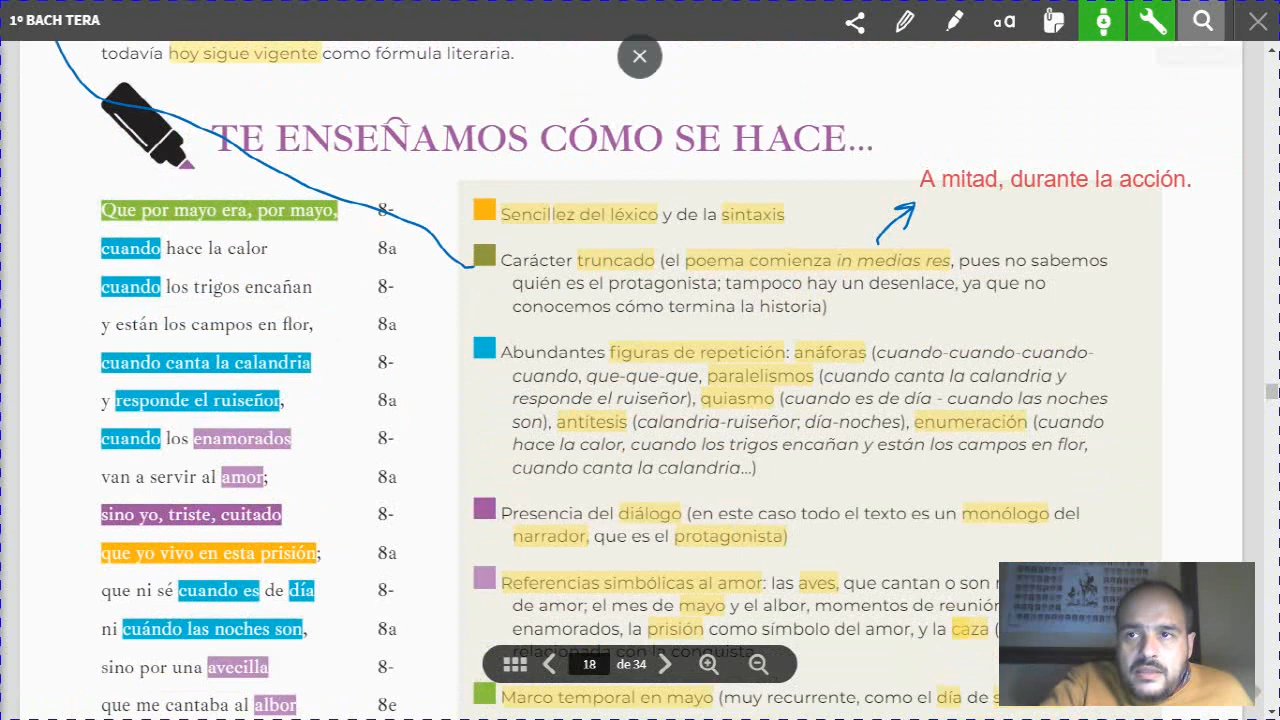 1º BACH TERA
aa
todavía hoy sigue vigente como fórmula literaria.
TE ENSEÑAMOS CÓMO SE HACE...
A mitad, durante la acción.
Que por mayo era, por mayo, 8-
cuando hace la calor 8a
cuando los trigos encañan 8-
y están los campos en flor, 8a
cuando canta la calandria 8-
y responde el ruiseñor, 8a
cuando los enamorados 8-
van a servir al amor; 8a
sino yo, triste, cuitado 8-
que yo vivo en esta prisión; 8a
que ni sé cuando es de día 8-
ni cuándo las noches son, 8a
sino por una avecilla 8-
que me cantaba al albor 8e
Sencillez del léxico y de la sintaxis
Carácter truncado (el poema comienza in medias res, pues no sabemos
quién es el protagonista; tampoco hay un desenlace, ya que no
conocemos cómo termina la historia)
Abundantes figuras de repetición: anáforas (cuando-cuando-cuando-
cuando, que-que-que, paralelismos (cuando canta la calandria y
responde el ruiseñor), quiasmo (cuando es de día - cuando las noches
son), antítesis (calandria-ruiseñor; día-noches), enumeración (cuando
hace la calor, cuando los trigos encañan y están los campos en flor,
cuando canta la calandria...)
Presencia del diálogo (en este caso todo el texto es un monólogo del
narrador, que es el protagonista)
Referencias simbólicas al amor: las aves, que cantan o son
de amor; el mes de mayo y el albor, momentos de reunión
enamorados, la prisión como símbolo del amor, y la caza (
relacionada con la conquista
18 de 34
Marco temporal en mayo (muy recurrente, como el día de